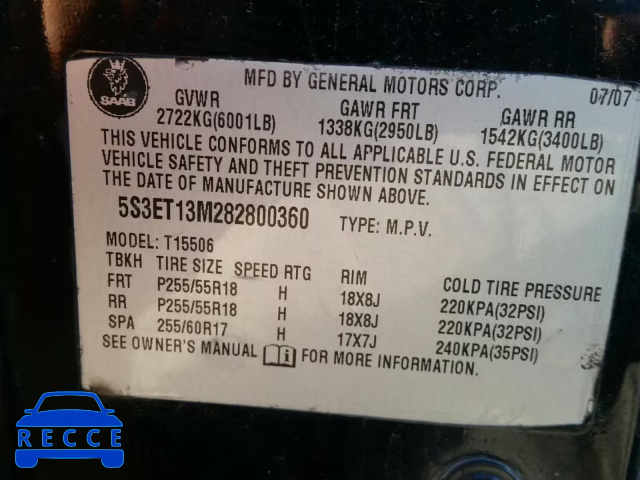 SAAB
MFD BY GENERAL MOTORS CORP. 07/07
GVWR GAWR FRT GAWR RR
2722KG(6001LB) 1338KG(2950LB) 1542KG(3400LB)
THIS VEHICLE CONFORMS TO ALL APPLICABLE U.S. FEDERAL MOTOR
VEHICLE SAFETY AND THEFT PREVENTION STANDARDS IN EFFECT ON
THE DATE OF MANUFACTURE SHOWN ABOVE.
5S3ET13M282800360 TYPE: M.P.V.
MODEL: T15506
TBKH TIRE SIZE SPEED RTG RIM COLD TIRE PRESSURE
FRT P255/55R18 H 18X8J 220KPA(32PSI)
RR P255/55R18 H 18X8J 220KPA(32PSI)
SPA 255/60R17 H 17X7J 240KPA(35PSI)
SEE OWNER'S MANUAL FOR MORE INFORMATION.
RECCE